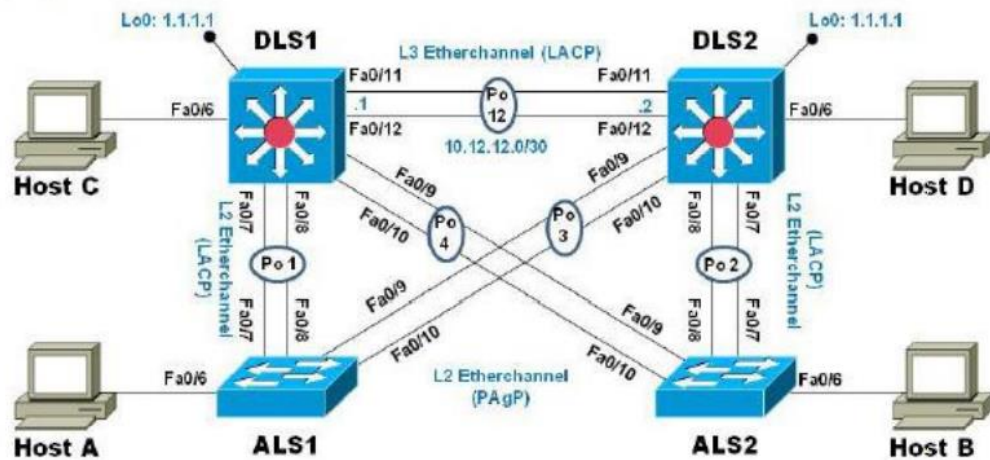 Lo0: 1.1.1.1
Lo0: 1.1.1.1
DLS1
DLS2
L3 Etherchannel (LACP)
Fa0/11
Fa0/11
Fa0/6
Po
12
Fa0/6
.1
.2
Fa0/12
Fa0/12
10.12.12.0/30
Host C
Host D
Fa0/9
Fa0/9
Fa0/7
Fa0/8
Fa0/10
Po
4
Po
3
Fa0/10
Fa0/8
Fa0/7
L2 Etherchannel
(LACP)
Po 1
Po 2
L2 Etherchannel
(LACP)
Fa0/7
Fa0/8
Fa0/9
Fa0/10
Fa0/9
Fa0/10
Fa0/8
Fa0/7
Fa0/6
L2 Etherchannel
(PAgP)
Fa0/6
Host A
ALS1
ALS2
Host B